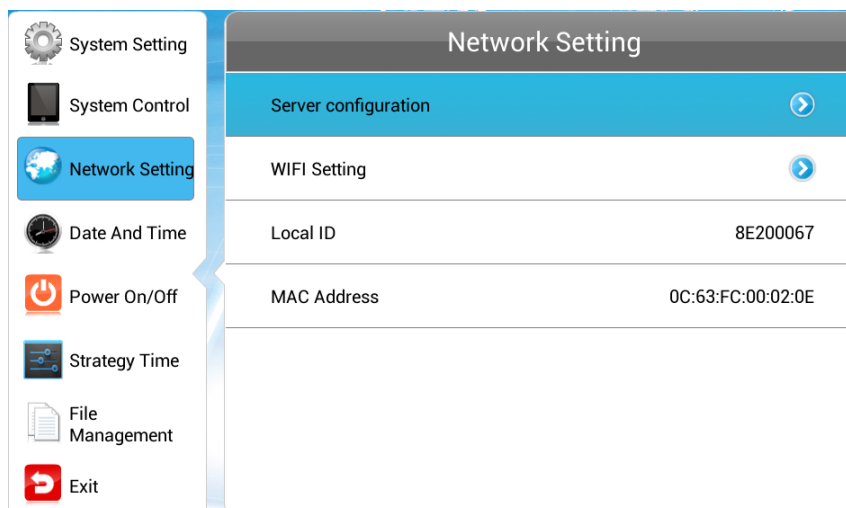 System Setting
System Control
Network Setting
Date And Time
Power On/Off
Strategy Time
File
Management
Exit
Network Setting
Server configuration
WIFI Setting
Local ID 8E200067
MAC Address 0C:63:FC:00:02:0E